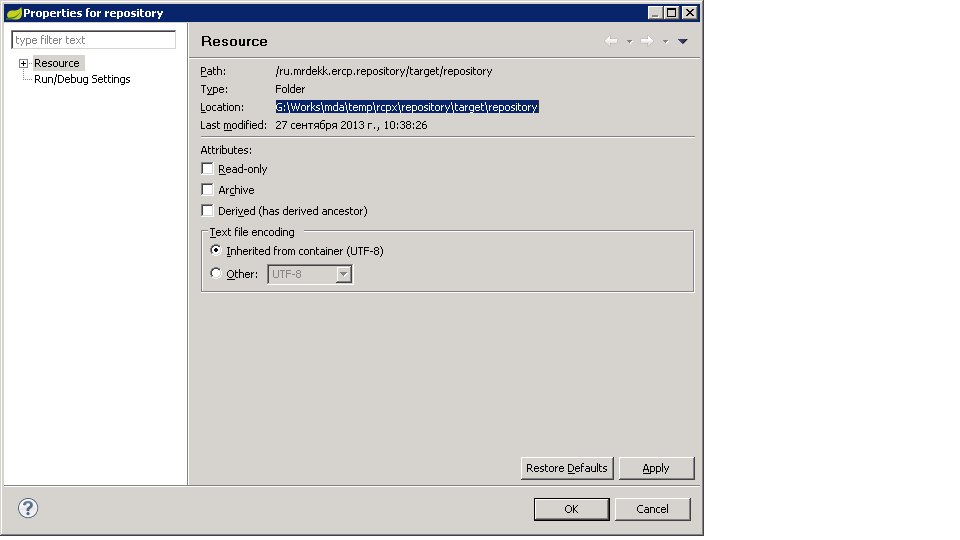 Properties for repository
type filter text
Resource
Run/Debug Settings
Resource
Path: /ru.mrdekk.ercp.repository/target/repository
Type: Folder
Location: G:\Works\mda\temp\rcpx\repository\target\repository
Last modified: 27 сентября 2013 г., 10:38:26
Attributes:
Read-only
Archive
Derived (has derived ancestor)
Text file encoding
Inherited from container (UTF-8)
Other: UTF-8
Restore Defaults Apply
? OK Cancel